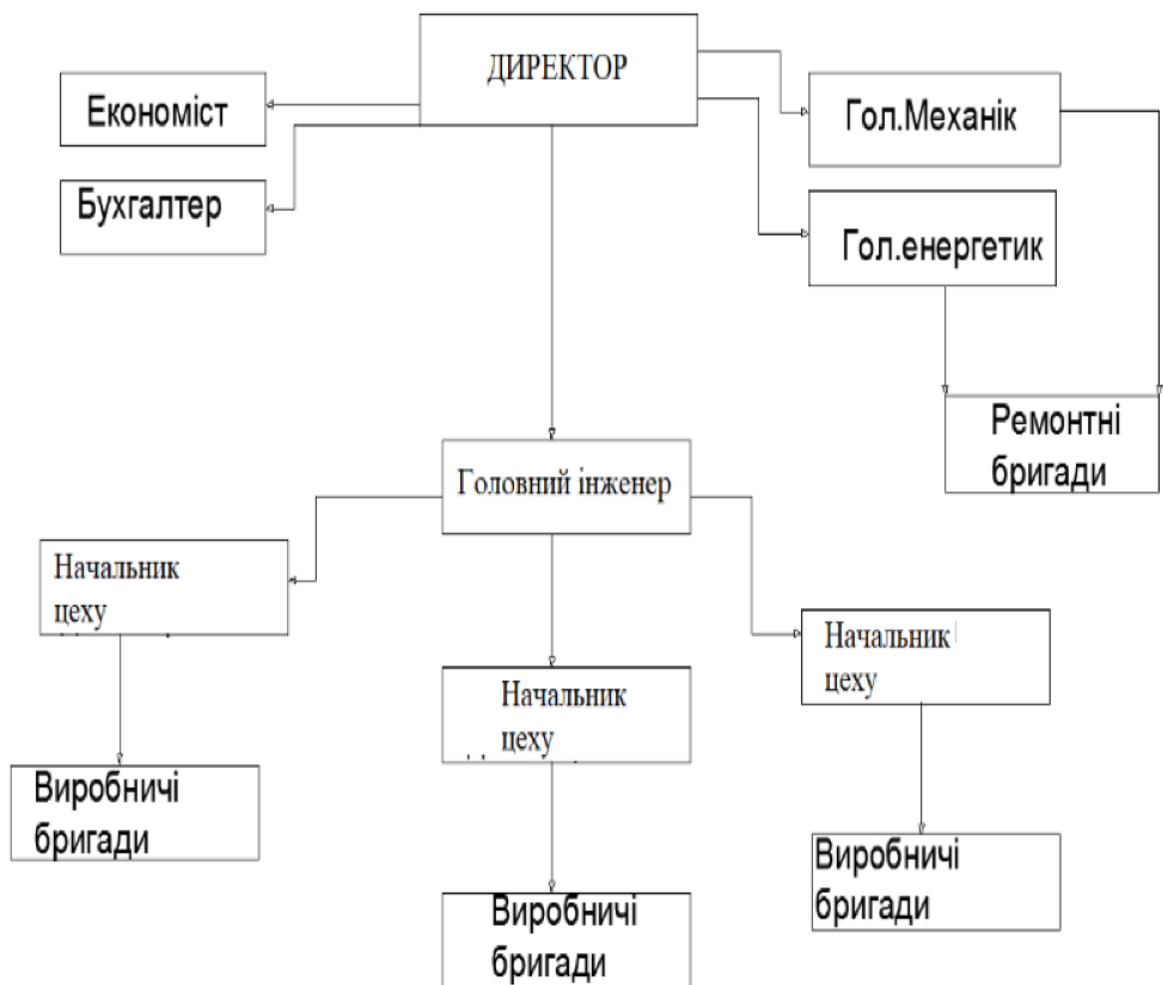 ДИРЕКТОР
Економіст
Гол.Механік
Бухгалтер
Гол.енергетик
Ремонтні
бригади
Головний інженер
Начальник
цеху
Начальник
цеху
Начальник
цеху
Виробничі
бригади
Виробничі
бригади
Виробничі
бригади